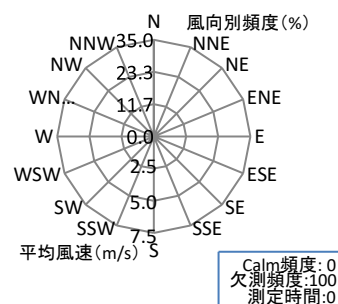 N 風向別頻度(%)
35.0
NNW NNE
NW 23.3 NE
WN... 11.7 ENE
W 0.0 E
WSW 2.5 ESE
SW 5.0 SE
SSW SSE
平均風速(m/s) 7.5
S
Calm頻度: 0
欠測頻度:100
測定時間:0